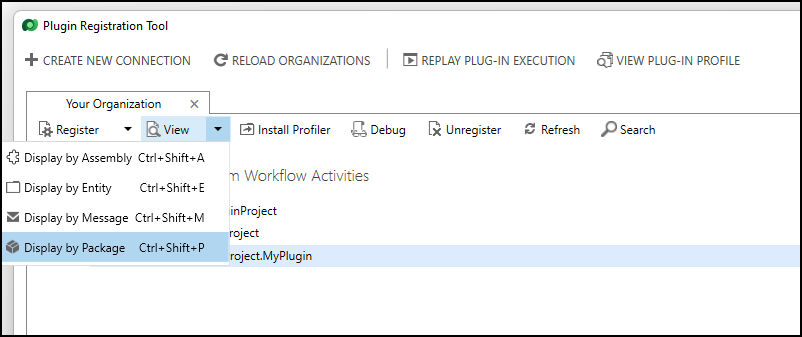 Plugin Registration Tool
CREATE NEW CONNECTION RELOAD ORGANIZATIONS REPLAY PLUG-IN EXECUTION VIEW PLUG-IN PROFILE
Your Organization
Register View Install Profiler Debug Unregister Refresh Search
Display by Assembly Ctrl+Shift+A
Workflow Activities
Display by Entity Ctrl+Shift+E
inProject
Display by Message Ctrl+Shift+M
roject
Display by Package Ctrl+Shift+P
roject.MyPlugin